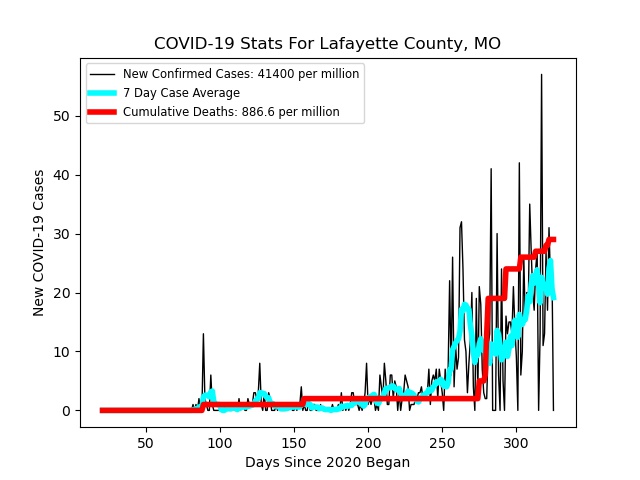 COVID-19 Stats For Lafayette County, MO
New Confirmed Cases: 41400 per million
7 Day Case Average
Cumulative Deaths: 886.6 per million
New COVID-19 Cases
50
40
30
20
10
0
50 100 150 200 250 300
Days Since 2020 Began